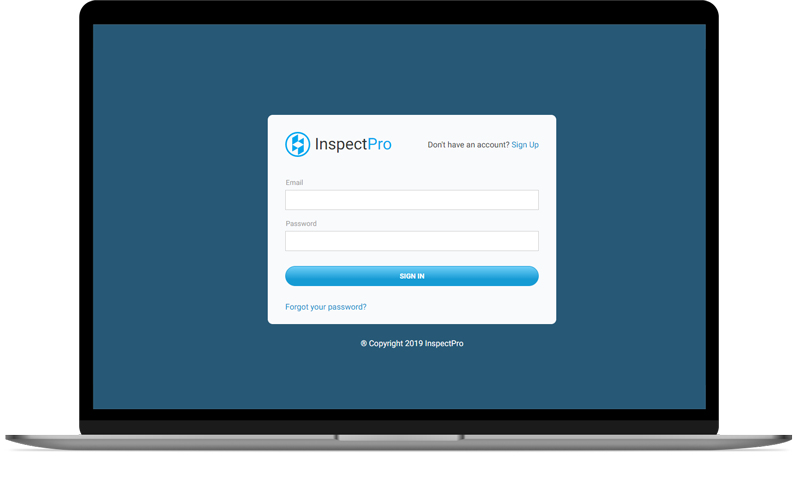 InspectPro
Don't have an account? Sign Up
Email
Password
SIGN IN
Forgot your password?
® Copyright 2019 InspectPro